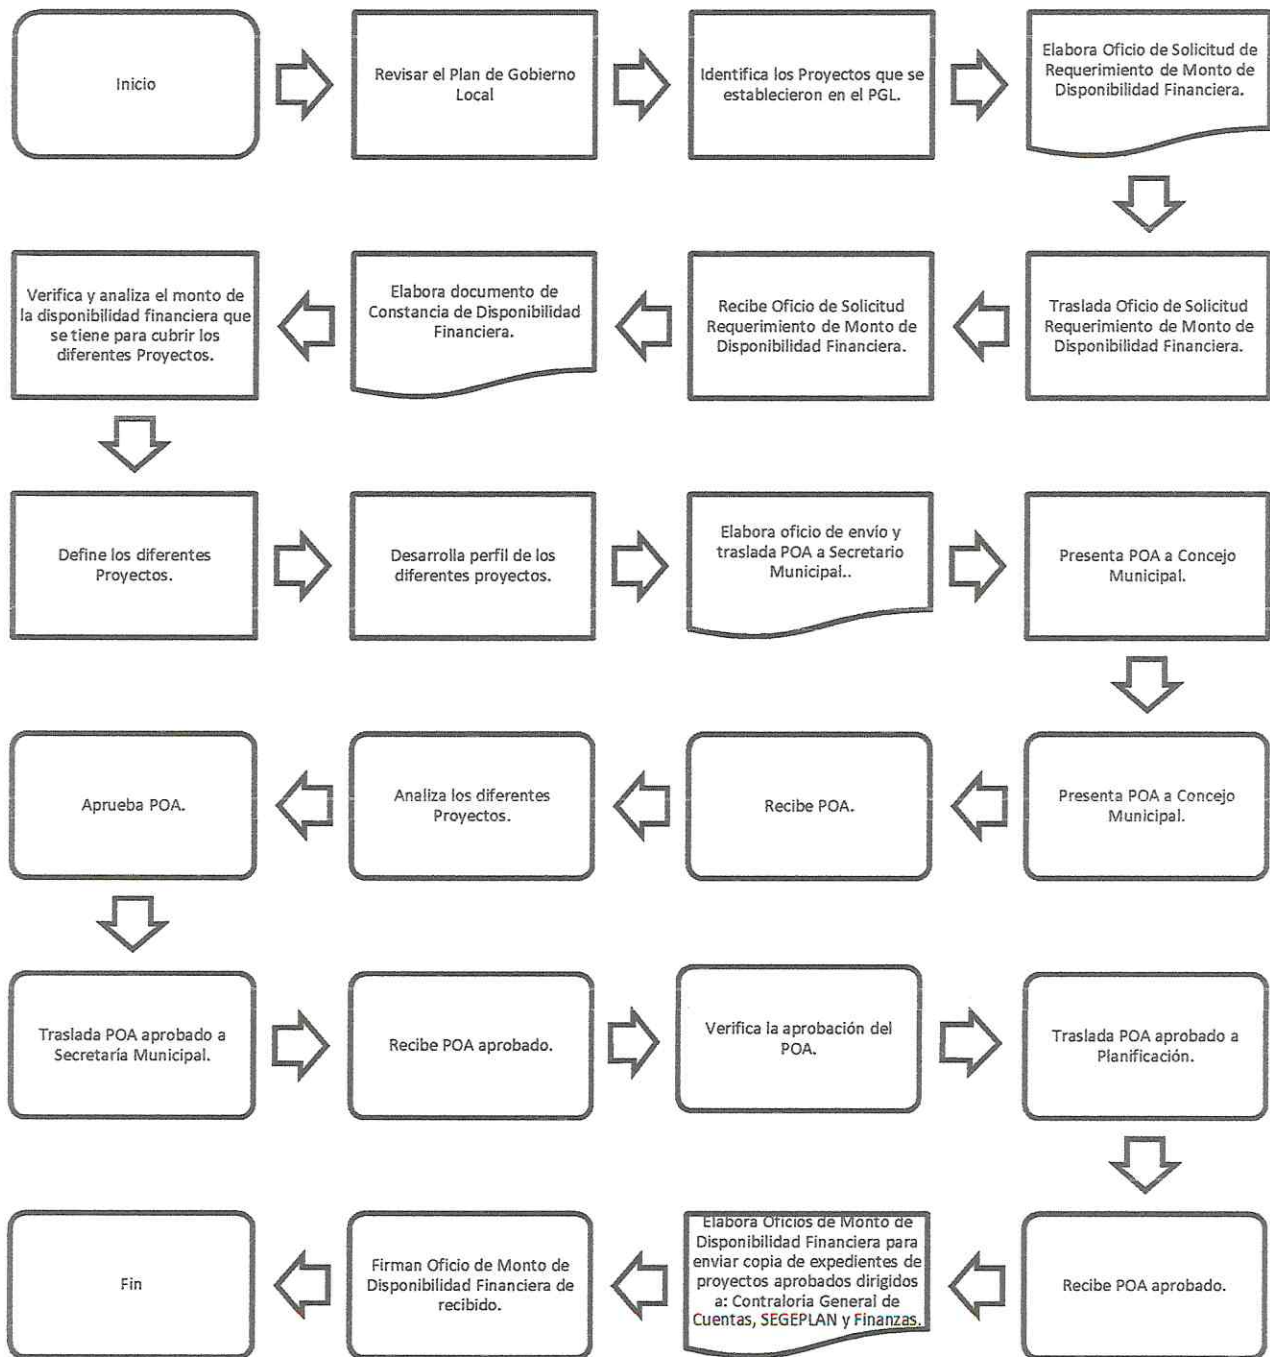 Inicio
Revisar el Plan de Gobierno
Local
Identifica los Proyectos que se
establecieron en el PGL.
Elabora Oficio de Solicitud de
Requerimiento de Monto de
Disponibilidad Financiera.
Traslada Oficio de Solicitud
Requerimiento de Monto de
Disponibilidad Financiera.
Recibe Oficio de Solicitud
Requerimiento de Monto de
Disponibilidad Financiera.
Elabora documento de
Constancia de Disponibilidad
Financiera.
Verifica y analiza el monto de
la disponibilidad financiera que
se tiene para cubrir los
diferentes Proyectos.
Define los diferentes
Proyectos.
Desarrolla perfil de los
diferentes proyectos.
Elabora oficio de envío y
traslada POA a Secretario
Municipal..
Presenta POA a Concejo
Municipal.
Presenta POA a Concejo
Municipal.
Recibe POA.
Analiza los diferentes
Proyectos.
Aprueba POA.
Traslada POA aprobado a
Secretaría Municipal.
Recibe POA aprobado.
Verifica la aprobación del
POA.
Traslada POA aprobado a
Planificación.
Recibe POA aprobado.
Elabora Oficios de Monto de
Disponibilidad Financiera para
enviar copia de expedientes de
proyectos aprobados dirigidos
a: Contraloría General de
Cuentas, SEGEPLAN y Finanzas.
Firman Oficio de Monto de
Disponibilidad Financiera de
recibido.
Fin